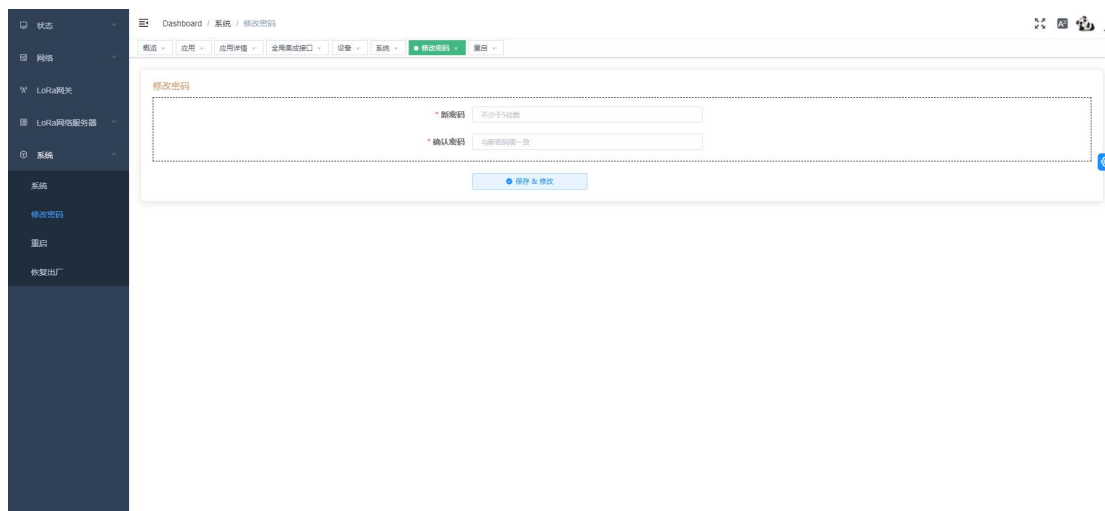 状态
网络
LoRa网关
LoRa网络服务器
系统
系统
修改密码
重启
恢复出厂
Dashboard / 系统 / 修改密码
概览 × 应用 × 应用详情 × 全局集成接口 × 设备 × 系统 × ● 修改密码 × 重启 ×
修改密码
* 新密码 不少于5位数
* 确认密码 与新密码需一致
保存 & 修改